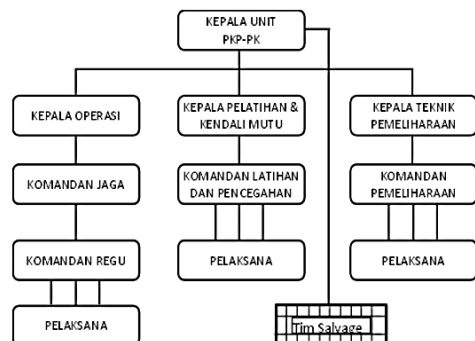 KEPALA UNIT
PKP-PK
KEPALA OPERASI
KEPALA PELATIHAN &
KENDALI MUTU
KEPALA TEKNIK
PEMELIHARAAN
KOMANDAN JAGA
KOMANDAN LATIHAN
DAN PENCEGAHAN
KOMANDAN
PEMELIHARAAN
KOMANDAN REGU
PELAKSANA
PELAKSANA
PELAKSANA
Tim Salvage